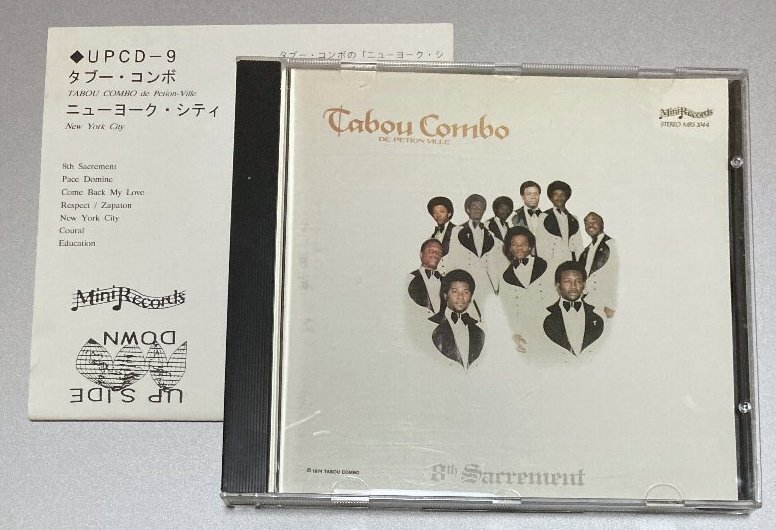 ◆UPCD-9
タブー・コンボの「ニューヨーク・シ
タブー・コンボ
TABOU COMBO de Petion-Ville
ニューヨーク・シティ
New York City
8th Sacrement
Pace Domine
Come Back My Love
Respect / Zapaton
New York City
Couraï
Education
MiniRecords
UPSIDE
DOWN
Tabou Combo
DE PETION VILLE
MiniRecords
STEREO MRS 1044
© 1974 TABOU COMBO
8th Sacrement